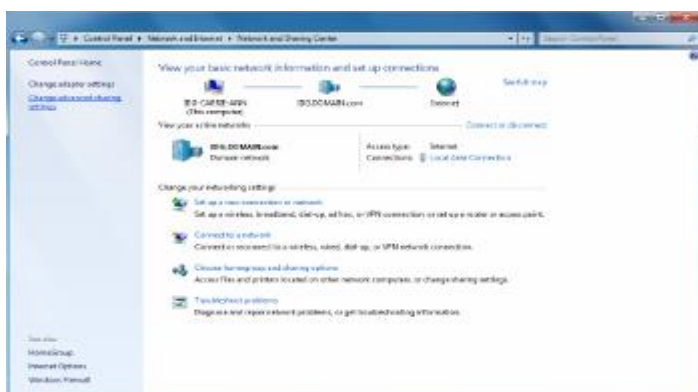 Control Panel ▸ Network and Internet ▸ Network and Sharing Center
Search Control Panel
Control Panel Home
Change adapter settings
Change advanced sharing
settings
View your basic network information and set up connections
See full map
(This computer)
Internet
View your active networks
Connect or disconnect
Domain network
Access type: Internet
Connections: Local Area Connection
Change your networking settings
Set up a new connection or network
Set up a wireless, broadband, dial-up, ad hoc, or VPN connection; or set up a router or access point.
Connect to a network
Connect or reconnect to a wireless, wired, dial-up, or VPN network connection.
Choose homegroup and sharing options
Access files and printers located on other network computers, or change sharing settings.
Troubleshoot problems
Diagnose and repair network problems, or get troubleshooting information.
See also
HomeGroup
Internet Options
Windows Firewall